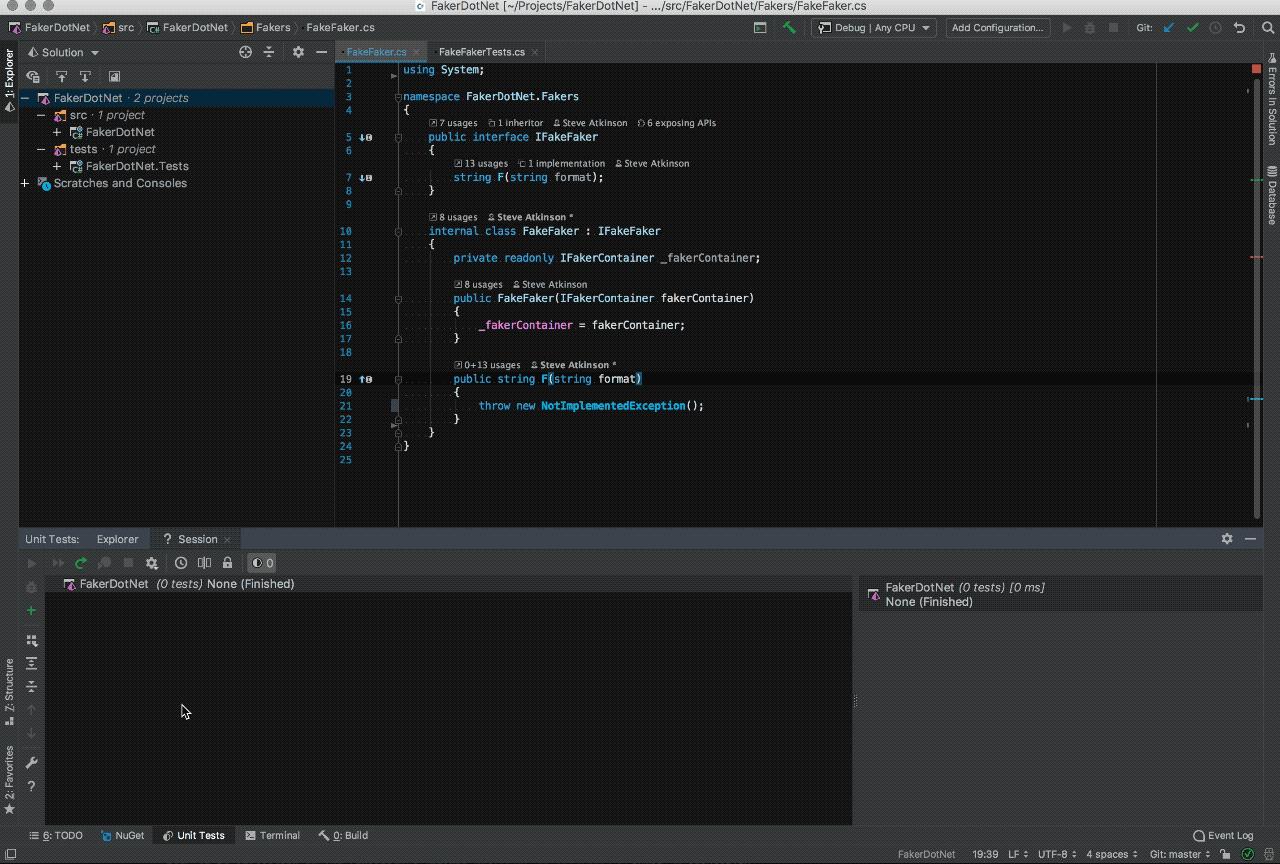 FakerDotNet [~/Projects/FakerDotNet] - .../src/FakerDotNet/Fakers/FakeFaker.cs
FakerDotNet src FakerDotNet Fakers FakeFaker.cs Debug | Any CPU Add Configuration... Git:
Solution
FakeFaker.cs FakeFakerTests.cs
1: Explorer
FakerDotNet · 2 projects
src · 1 project
FakerDotNet
tests · 1 project
FakerDotNet.Tests
Scratches and Consoles
1 using System;
2
3 namespace FakerDotNet.Fakers
4 {
7 usages 1 inheritor Steve Atkinson 6 exposing APIs
5 public interface IFakeFaker
6 {
13 usages 1 implementation Steve Atkinson
7 string F(string format);
8 }
9
8 usages Steve Atkinson *
10 internal class FakeFaker : IFakeFaker
11 {
12 private readonly IFakerContainer _fakerContainer;
13
8 usages Steve Atkinson
14 public FakeFaker(IFakerContainer fakerContainer)
15 {
16 _fakerContainer = fakerContainer;
17 }
18
0+13 usages Steve Atkinson *
19 public string F(string format)
20 {
21 throw new NotImplementedException();
22 }
23 }
24 }
25
Errors In Solution
Database
Unit Tests: Explorer ? Session
0
FakerDotNet (0 tests) None (Finished)
FakerDotNet (0 tests) [0 ms]
None (Finished)
Z: Structure
2: Favorites
?
6: TODO NuGet Unit Tests Terminal 0: Build Event Log
FakerDotNet 19:39 LF UTF-8 4 spaces Git: master